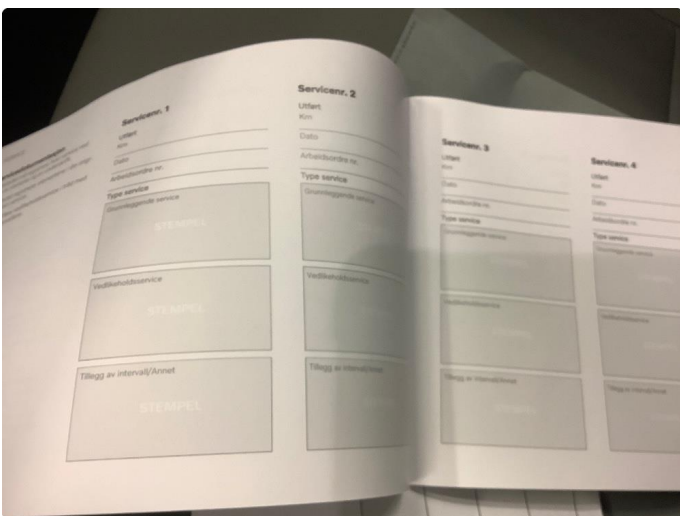 Servicenr. 1
Utført
Km
Dato
Arbeidsordre nr.
Type service
Grunnleggende service
STEMPEL
Vedlikeholdsservice
STEMPEL
Tillegg av intervall/Annet
STEMPEL
Servicenr. 2
Utført
Km
Dato
Arbeidsordre nr.
Type service
Grunnleggende service
Vedlikeholdsservice
Tillegg av intervall/Annet
Servicenr. 3
Utført
Km
Dato
Arbeidsordre nr.
Type service
Grunnleggende service
Vedlikeholdsservice
Tillegg av intervall/Annet
Servicenr. 4
Utført
Km
Dato
Arbeidsordre nr.
Type service
Grunnleggende service
Vedlikeholdsservice
Tillegg av intervall/Annet